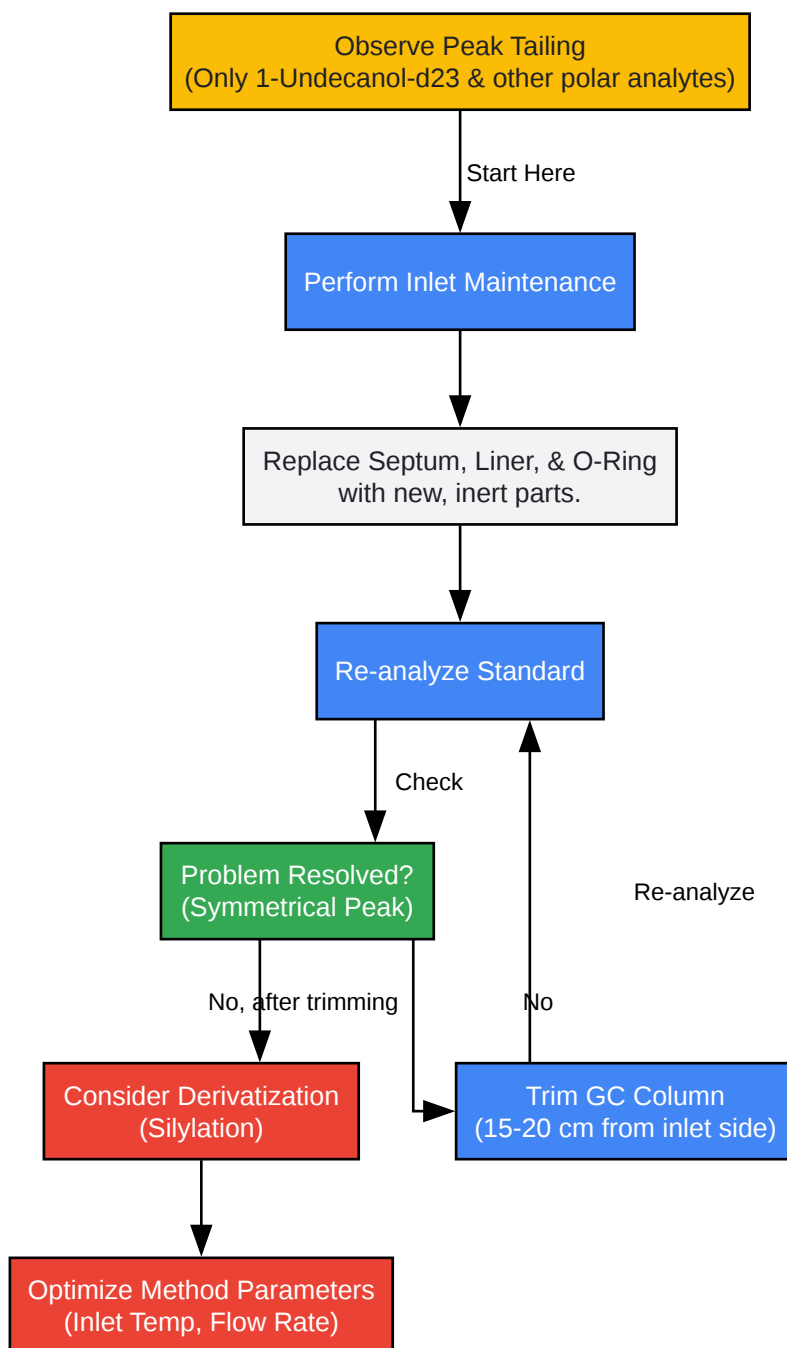 Observe Peak Tailing
(Only 1-Undecanol-d23 & other polar analytes)
Start Here
Perform Inlet Maintenance
Replace Septum, Liner, & O-Ring
with new, inert parts.
Re-analyze Standard
Check
Problem Resolved?
(Symmetrical Peak)
Re-analyze
No, after trimming
No
Consider Derivatization
(Silylation)
Trim GC Column
(15-20 cm from inlet side)
Optimize Method Parameters
(Inlet Temp, Flow Rate)